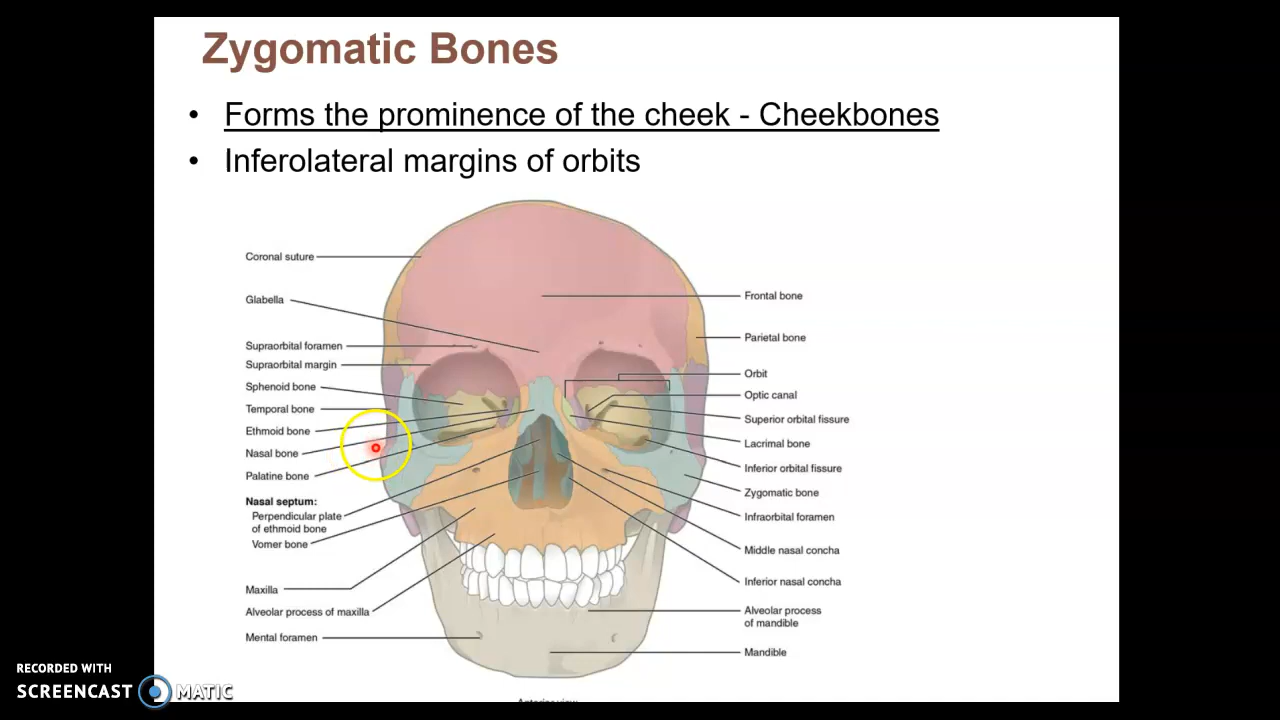 Zygomatic Bones
• Forms the prominence of the cheek - Cheekbones
• Inferolateral margins of orbits
Coronal suture
Glabella
Supraorbital foramen
Supraorbital margin
Sphenoid bone
Temporal bone
Ethmoid bone
Nasal bone
Palatine bone
Nasal septum:
Perpendicular plate
of ethmoid bone
Vomer bone
Maxilla
Alveolar process of maxilla
Mental foramen
Frontal bone
Parietal bone
Orbit
Optic canal
Superior orbital fissure
Lacrimal bone
Inferior orbital fissure
Zygomatic bone
Infraorbital foramen
Middle nasal concha
Inferior nasal concha
Alveolar process
of mandible
Mandible
RECORDED WITH
SCREENCAST MATIC